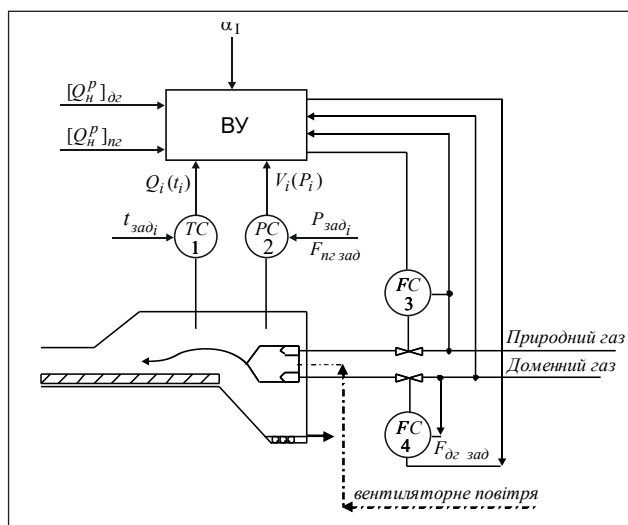 α_I
[Q_н^р]_дг
ВУ
[Q_н^р]_пг
Q_i(t_i)
V_i(P_i)
t_зад_i
TC
1
PC
2
P_зад_i
F_пг зад
FC
3
Природний газ
Доменний газ
FC
4
F_дг зад
вентиляторне повітря